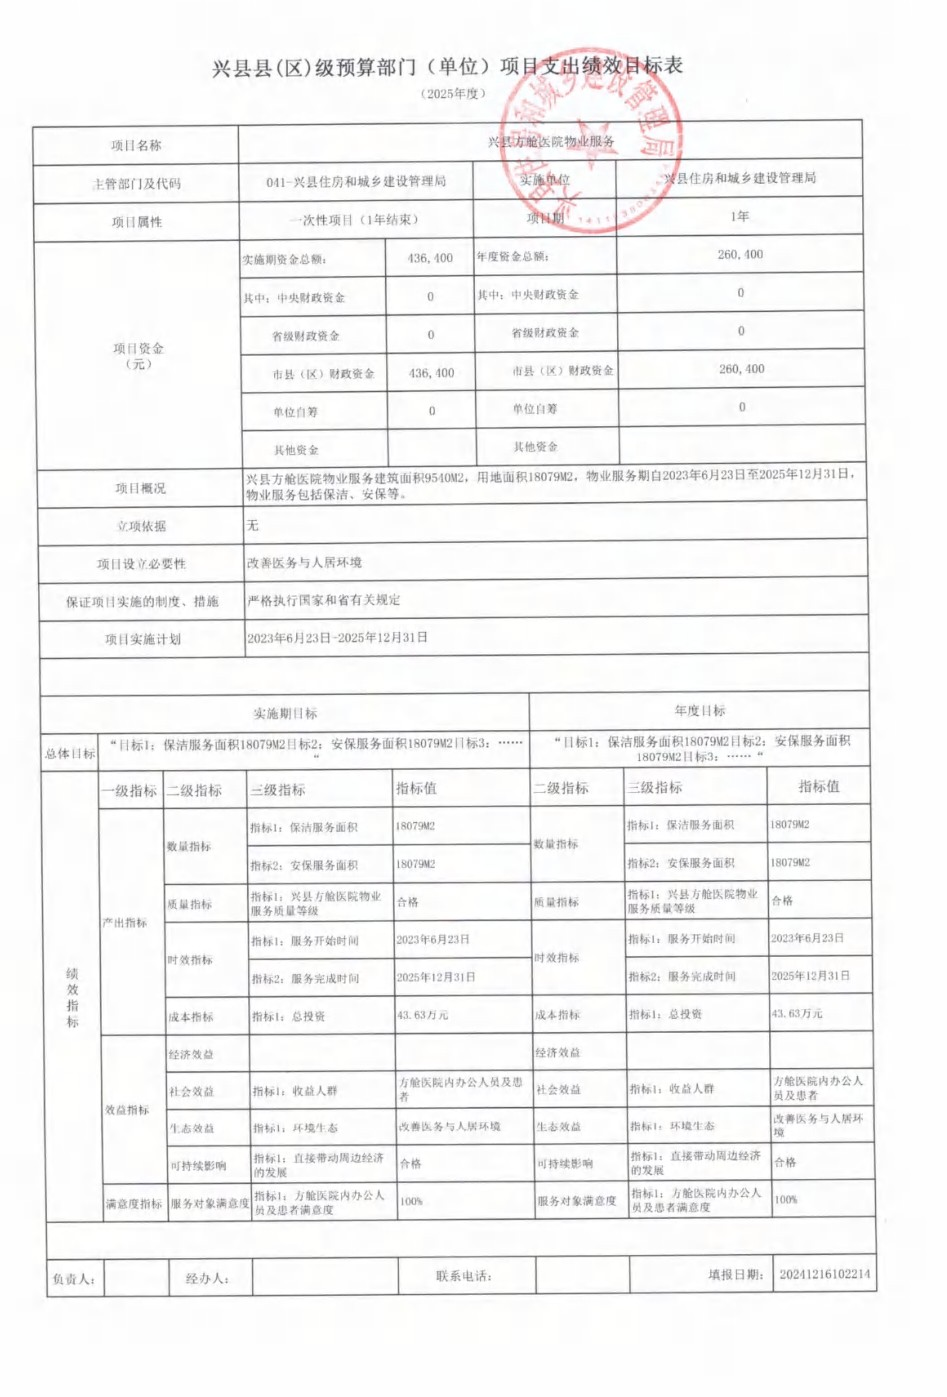 兴县县(区)级预算部门（单位）项目支出绩效目标表
（2025年度）
项目名称 兴县方舱医院物业服务
主管部门及代码 041-兴县住房和城乡建设管理局 实施单位 兴县住房和城乡建设管理局
项目属性 一次性项目（1年结束） 项目期 1年
项目资金
（元）
实施期资金总额： 436,400 年度资金总额： 260,400
其中：中央财政资金 0 其中：中央财政资金 0
省级财政资金 0 省级财政资金 0
市县（区）财政资金 436,400 市县（区）财政资金 260,400
单位自筹 0 单位自筹 0
其他资金 其他资金
项目概况 兴县方舱医院物业服务建筑面积9540M2，用地面积18079M2，物业服务期自2023年6月23日至2025年12月31日，
物业服务包括保洁、安保等。
立项依据 无
项目设立必要性 改善医务与人居环境
保证项目实施的制度、措施 严格执行国家和省有关规定
项目实施计划 2023年6月23日-2025年12月31日
实施期目标 年度目标
总体目标 “目标1：保洁服务面积18079M2目标2：安保服务面积18079M2目标3：……
“
“目标1：保洁服务面积18079M2目标2：安保服务面积
18079M2目标3：……“
绩效指标
一级指标 二级指标 三级指标 指标值 二级指标 三级指标 指标值
产出指标
数量指标 指标1：保洁服务面积 18079M2 数量指标 指标1：保洁服务面积 18079M2
指标2：安保服务面积 18079M2 指标2：安保服务面积 18079M2
质量指标 指标1：兴县方舱医院物业
服务质量等级 合格 质量指标 指标1：兴县方舱医院物业
服务质量等级 合格
时效指标 指标1：服务开始时间 2023年6月23日 时效指标 指标1：服务开始时间 2023年6月23日
指标2：服务完成时间 2025年12月31日 指标2：服务完成时间 2025年12月31日
成本指标 指标1：总投资 43.63万元 成本指标 指标1：总投资 43.63万元
效益指标
经济效益 经济效益
社会效益 指标1：收益人群 方舱医院内办公人员及患
者 社会效益 指标1：收益人群 方舱医院内办公人
员及患者
生态效益 指标1：环境生态 改善医务与人居环境 生态效益 指标1：环境生态 改善医务与人居环
境
可持续影响 指标1：直接带动周边经济
的发展 合格 可持续影响 指标1：直接带动周边经济
的发展 合格
满意度指标 服务对象满意度 指标1：方舱医院内办公人
员及患者满意度 100% 服务对象满意度 指标1：方舱医院内办公人
员及患者满意度 100%
负责人： 经办人： 联系电话： 填报日期： 20241216102214
兴县住房和城乡建设管理局